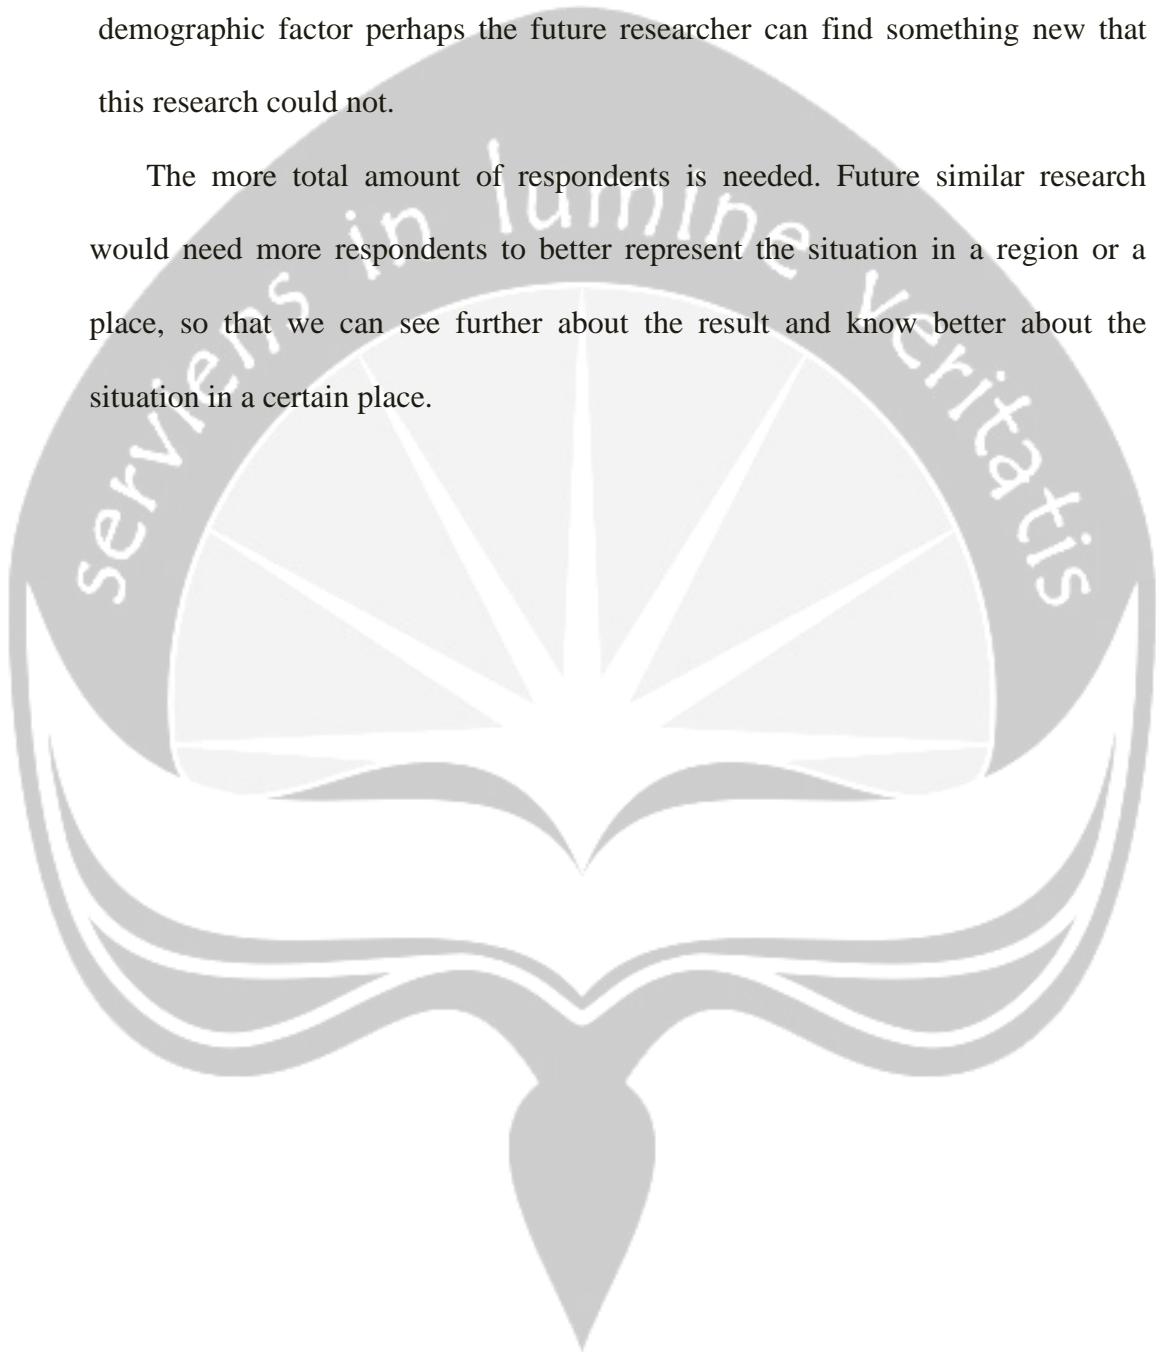 demographic factor perhaps the future researcher can find something new that
this research could not.
The more total amount of respondents is needed. Future similar research
would need more respondents to better represent the situation in a region or a
place, so that we can see further about the result and know better about the
situation in a certain place.
serviens in lumine veritatis